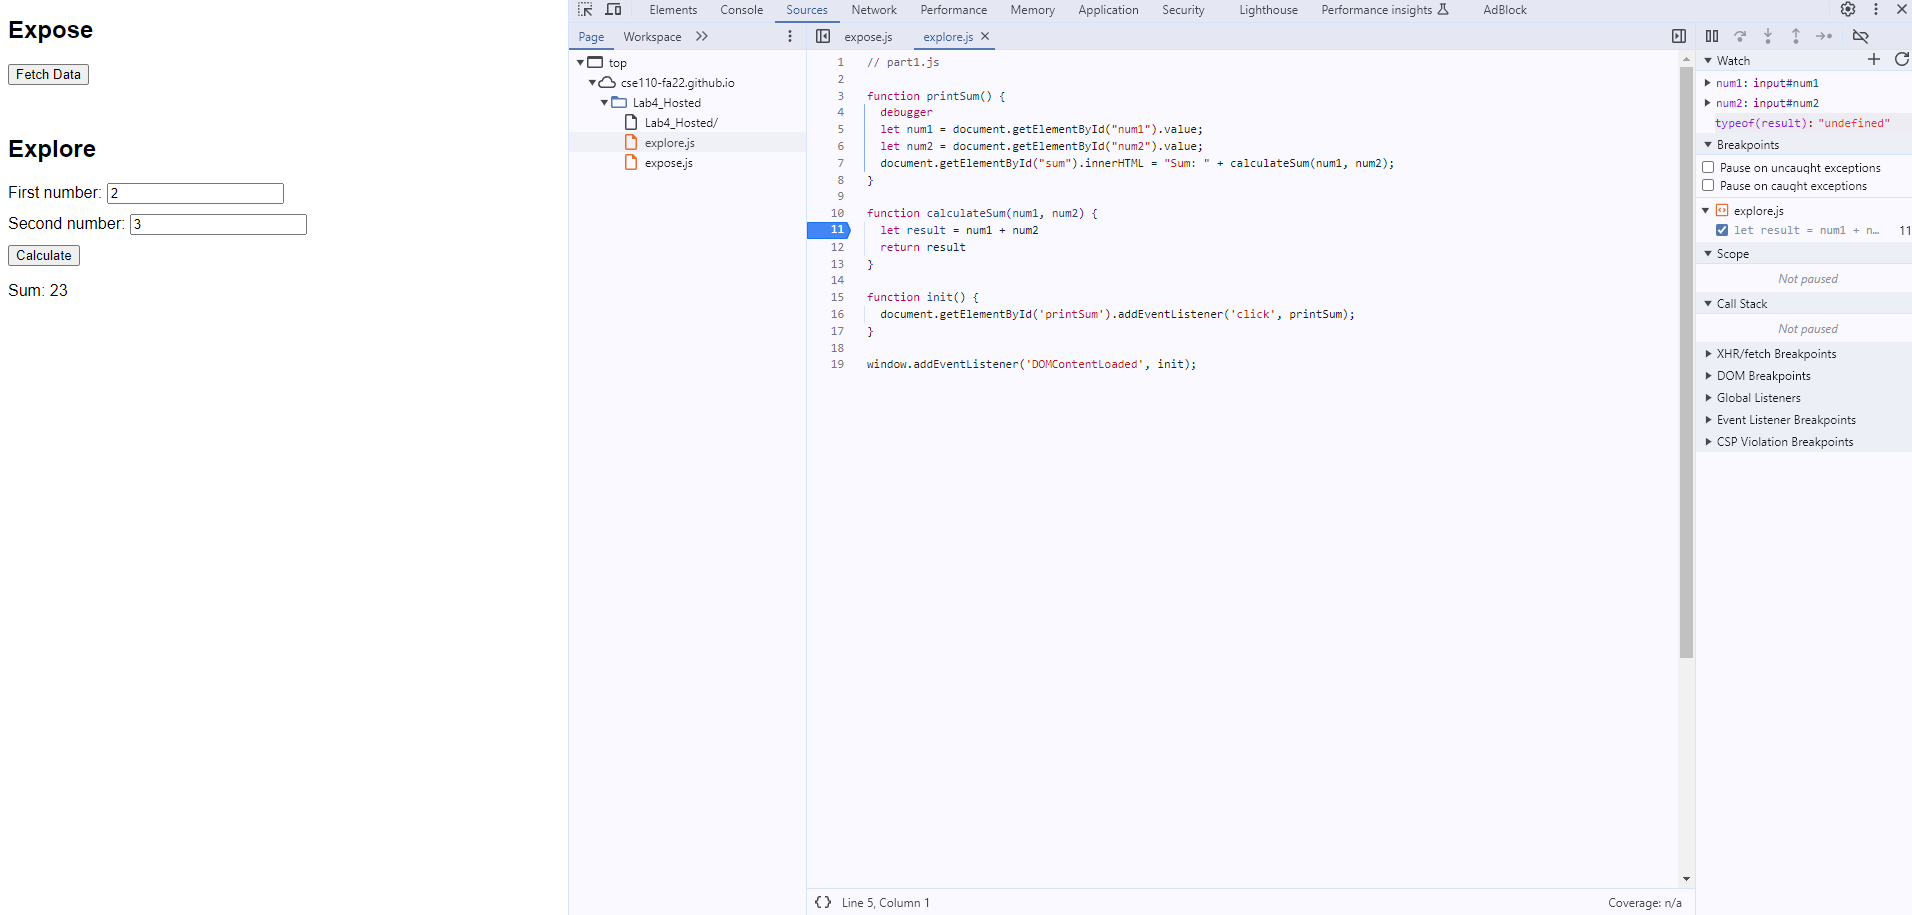 Expose
Fetch Data
Explore
First number: 2
Second number: 3
Calculate
Sum: 23
Elements Console Sources Network Performance Memory Application Security Lighthouse Performance insights AdBlock
Page Workspace
top
cse110-fa22.github.io
Lab4_Hosted
Lab4_Hosted/
explore.js
expose.js
expose.js explore.js
1 // part1.js
2
3 function printSum() {
4 debugger
5 let num1 = document.getElementById("num1").value;
6 let num2 = document.getElementById("num2").value;
7 document.getElementById("sum").innerHTML = "Sum: " + calculateSum(num1, num2);
8 }
9
10 function calculateSum(num1, num2) {
11 let result = num1 + num2
12 return result
13 }
14
15 function init() {
16 document.getElementById('printSum').addEventListener('click', printSum);
17 }
18
19 window.addEventListener('DOMContentLoaded', init);
{} Line 5, Column 1
Coverage: n/a
Watch
num1: input#num1
num2: input#num2
typeof(result): "undefined"
Breakpoints
Pause on uncaught exceptions
Pause on caught exceptions
explore.js
let result = num1 + n… 11
Scope
Not paused
Call Stack
Not paused
XHR/fetch Breakpoints
DOM Breakpoints
Global Listeners
Event Listener Breakpoints
CSP Violation Breakpoints